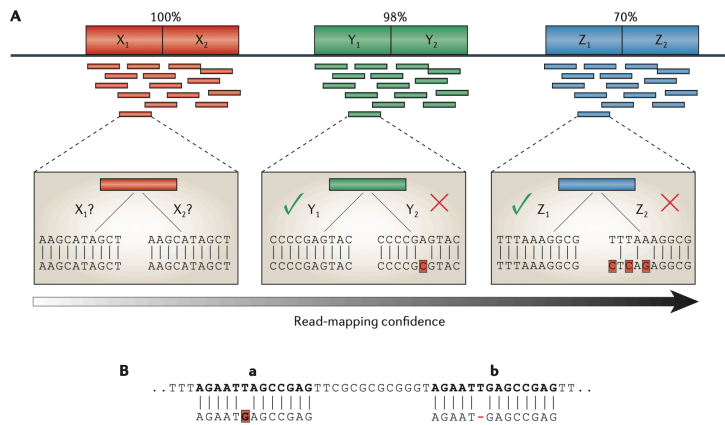 A
100% 98% 70%
X1 X2 Y1 Y2 Z1 Z2
X1? X2? Y1 Y2 Z1 Z2
AAGCATAGCT AAGCATAGCT CCCCGAGTAC CCCCGAGTAC TTTAAAGGCG TTTAAAGGCG
AAGCATAGCT AAGCATAGCT CCCCGAGTAC CCCCGCGTAC TTTAAAGGCG CTCAGAGGCG
Read-mapping confidence
B a b
..TTTAGAATTAGCCGAGTTCGCGCGCGGGTAGAATTGAGCCGAGTT..
AGAATGAGCCGAG AGAAT-GAGCCGAG